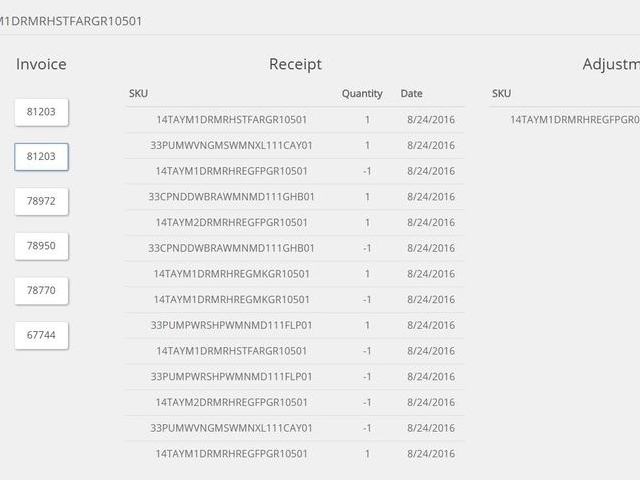 M1DRMRHSTFARGR10501
Invoice
Receipt
Adjustm
SKU Quantity Date
SKU
81203
81203
78972
78950
78770
67744
14TAYM1DRMRHSTFARGR10501 1 8/24/2016
33PUMWVNGMSWMNXL111CAY01 1 8/24/2016
14TAYM1DRMRHREGFPGR10501 -1 8/24/2016
33CPNDDWBRAWMNMD111GHB01 1 8/24/2016
14TAYM2DRMRHREGFPGR10501 1 8/24/2016
33CPNDDWBRAWMNMD111GHB01 -1 8/24/2016
14TAYM1DRMRHREGMKGR10501 1 8/24/2016
14TAYM1DRMRHREGMKGR10501 -1 8/24/2016
33PUMPWRSHPWMNMD111FLP01 1 8/24/2016
14TAYM1DRMRHSTFARGR10501 -1 8/24/2016
33PUMPWRSHPWMNMD111FLP01 -1 8/24/2016
14TAYM2DRMRHREGFPGR10501 -1 8/24/2016
33PUMWVNGMSWMNXL111CAY01 -1 8/24/2016
14TAYM1DRMRHREGFPGR10501 1 8/24/2016
14TAYM1DRMRHREGFPGR0